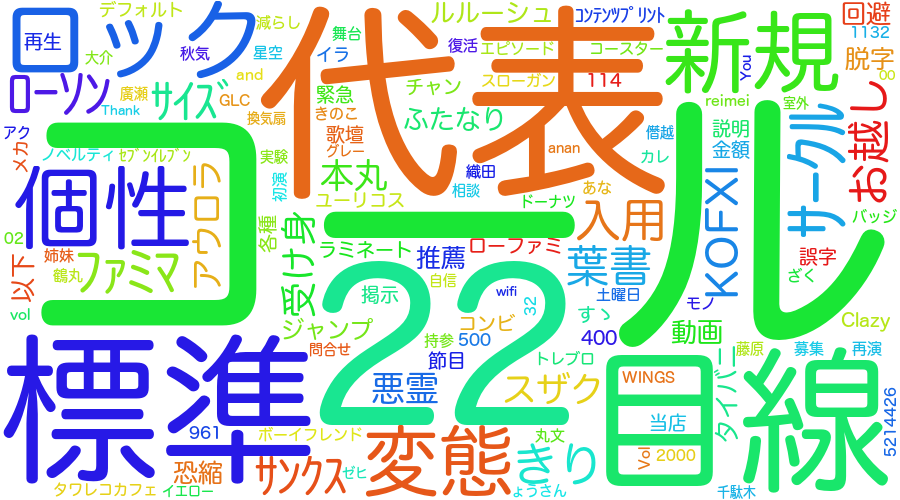 デフォルト
減らし
ルルーシュ
コンテンツプリント
回避
ロック
再生
大介
秋気
星空
舞台
イラ
復活
エピソード
コースター
1132
代表
新規
You
脱字
00
ローソン
廣瀬
and
Thank
GLC
サイズ
換気扇
緊急
きのこ
チャン
スローガン
114
reimei
室外
アク
メカ
ノベルティ
セブンイレブン
実験
歌壇
グレー
ふたなり
anan
僭越
カレ
説明
金額
サークル
お越し
コール
個性
アウロラ
初演
本丸
織田
相談
ドーナツ
あな
ユーリコス
KOFXI
バッジ
02
姉妹
鶴丸
ファミマ
各種
受け身
ラミネート
推薦
ローファミ
入用
葉書
誤字
ざく
以下
vol
掲示
自信
wifi
32
土曜日
モノ
すゝ
22
ジャンプ
問合せ
持参
コンビ
500
400
動画
Clazy
標準
節目
トレブロ
藤原
募集
再演
悪霊
スザク
WINGS
目線
タイバニ
当店
5214426
961
ボーイフレンド
恐縮
サンクス
ゼヒ
変態
きり
丸文
ょうさん
Vol
2000
タワレコカフェ
イエロー
千駄木